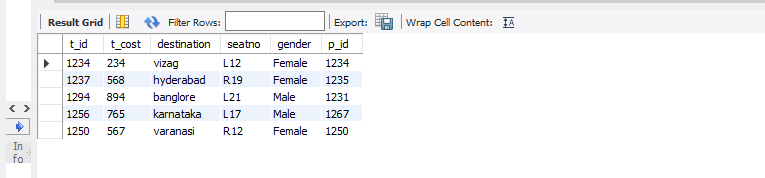 Result Grid Filter Rows: Export: Wrap Cell Content: IA
t_id t_cost destination seatno gender p_id
1234 234 vizag L12 Female 1234
1237 568 hyderabad R19 Female 1235
1294 894 banglore L21 Male 1231
1256 765 karnataka L17 Male 1267
1250 567 varanasi R12 Female 1250
In
fo